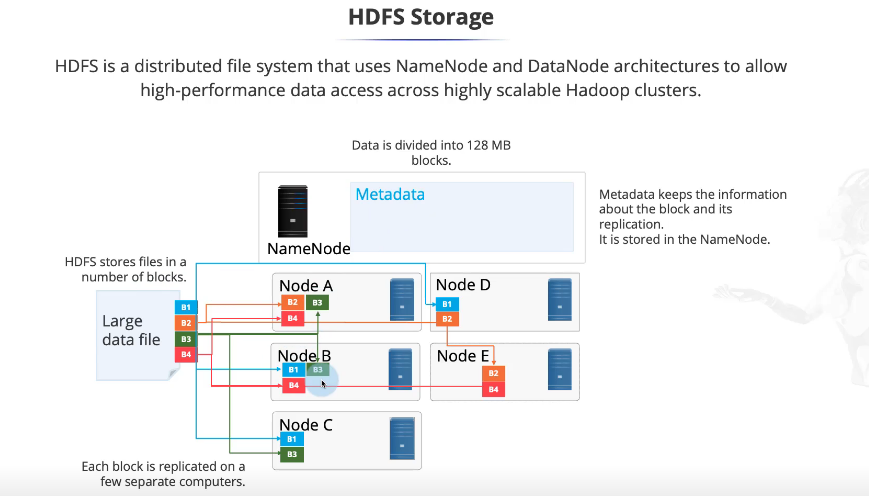 HDFS Storage
HDFS is a distributed file system that uses NameNode and DataNode architectures to allow
high-performance data access across highly scalable Hadoop clusters.
Data is divided into 128 MB
blocks.
Metadata
NameNode
Metadata keeps the information
about the block and its
replication.
It is stored in the NameNode.
HDFS stores files in a
number of blocks.
Large
data file
B1
B2
B3
B4
Node A
B2 B3
B4
Node D
B1
B2
Node B
B1 B3
B4
Node E
B2
B4
Node C
B1
B3
Each block is replicated on a
few separate computers.